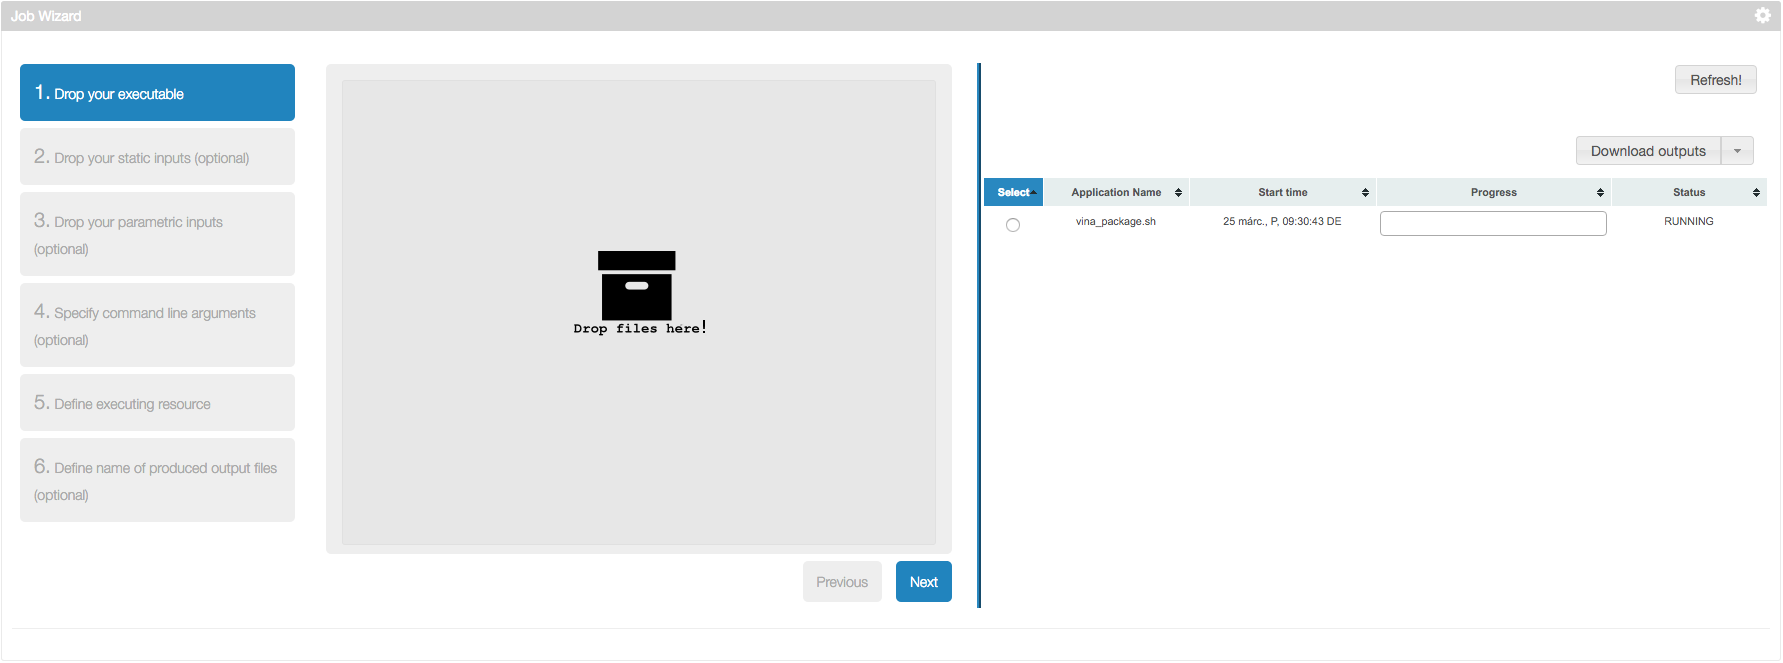 Job Wizard
1. Drop your executable
2. Drop your static inputs (optional)
3. Drop your parametric inputs
(optional)
4. Specify command line arguments
(optional)
5. Define executing resource
6. Define name of produced output files
(optional)
Drop files here!
Previous
Next
Refresh!
Download outputs
Select Application Name Start time Progress Status
vina_package.sh 25 márc., P, 09:30:43 DE RUNNING